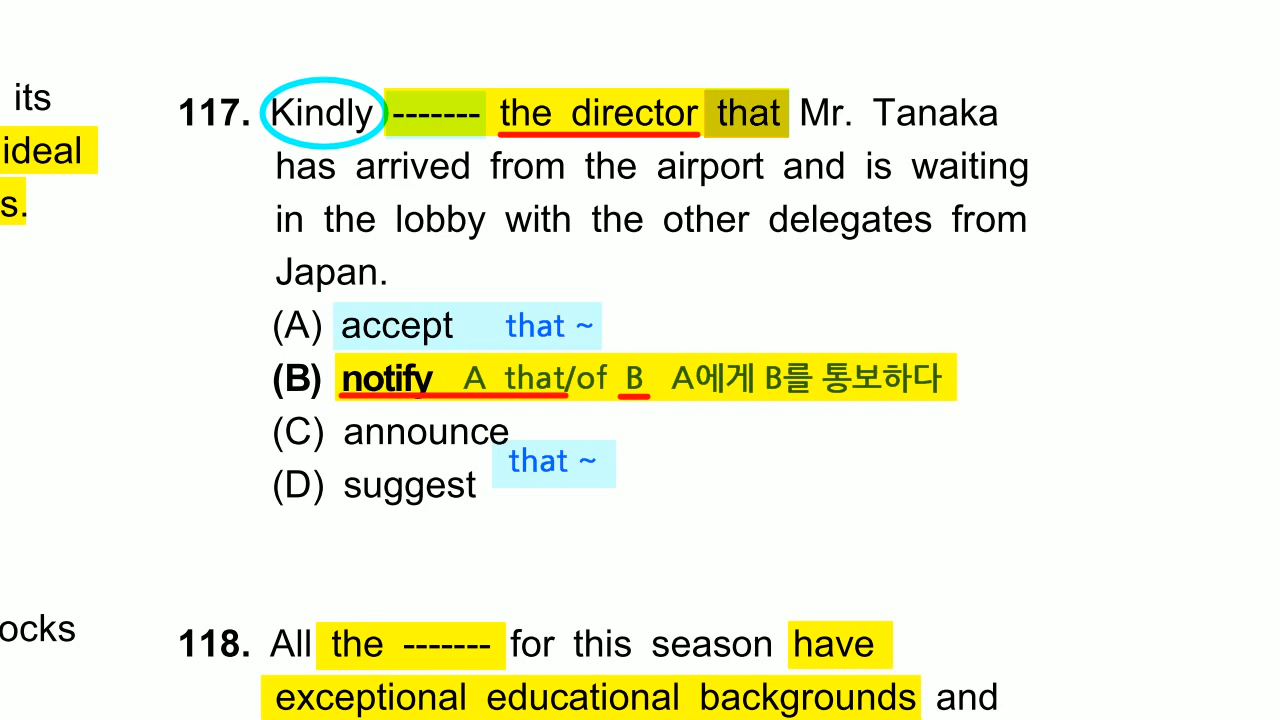 its
ideal
s.
ocks
117. Kindly ------- the director that Mr. Tanaka
has arrived from the airport and is waiting
in the lobby with the other delegates from
Japan.
(A) accept that ~
(B) notify A that/of B A에게 B를 통보하다
(C) announce
that ~
(D) suggest
118. All the ------- for this season have
exceptional educational backgrounds and